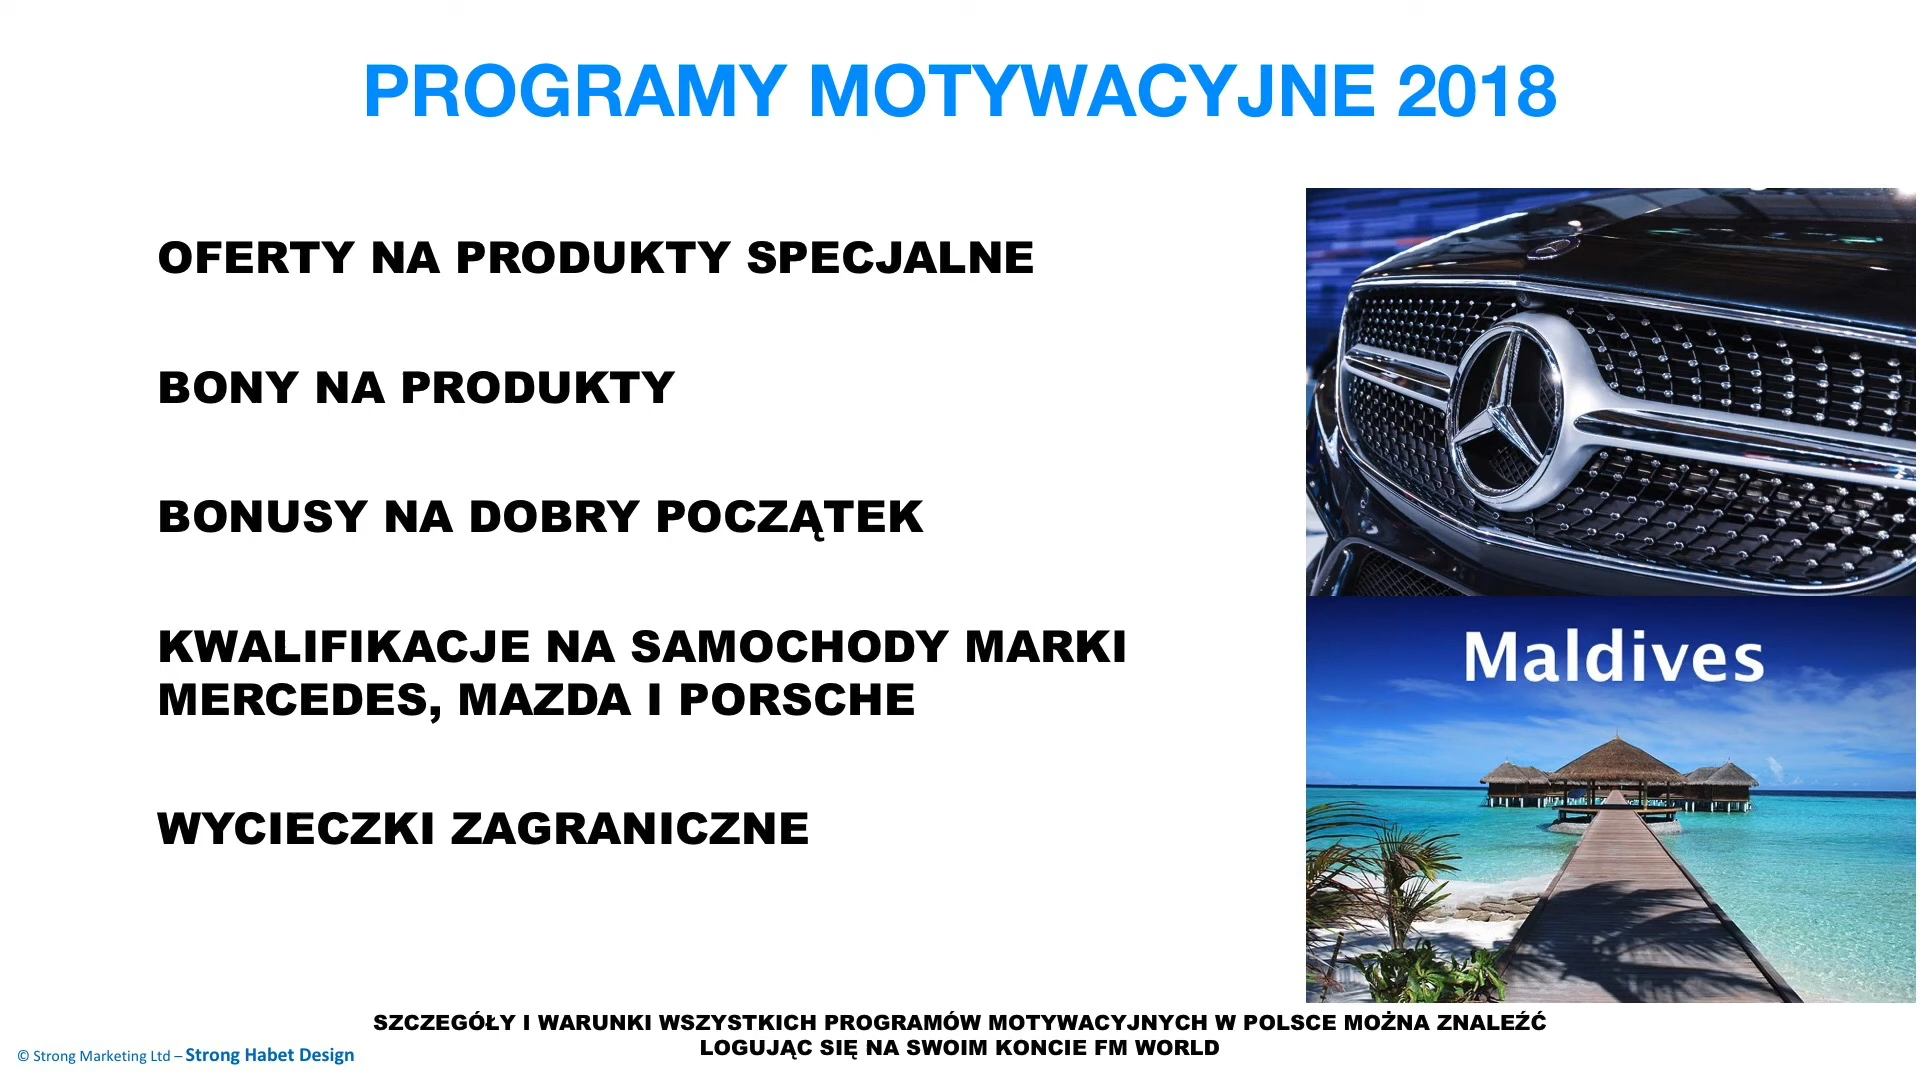 PROGRAMY MOTYWACYJNE 2018
OFERTY NA PRODUKTY SPECJALNE
BONY NA PRODUKTY
BONUSY NA DOBRY POCZĄTEK
KWALIFIKACJE NA SAMOCHODY MARKI
MERCEDES, MAZDA I PORSCHE
WYCIECZKI ZAGRANICZNE
Maldives
SZCZEGÓŁY I WARUNKI WSZYSTKICH PROGRAMÓW MOTYWACYJNYCH W POLSCE MOŻNA ZNALEŹĆ
LOGUJĄC SIĘ NA SWOIM KONCIE FM WORLD
© Strong Marketing Ltd – Strong Habet Design